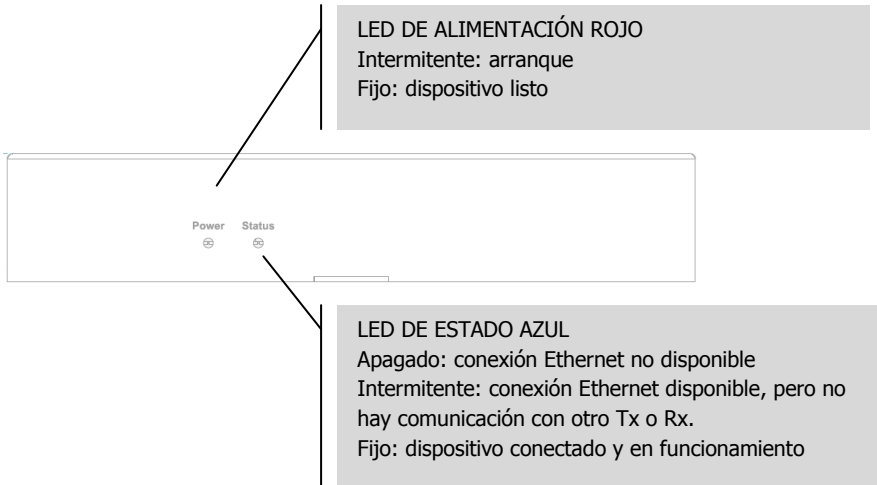 LED DE ALIMENTACIÓN ROJO
Intermitente: arranque
Fijo: dispositivo listo
Power Status
LED DE ESTADO AZUL
Apagado: conexión Ethernet no disponible
Intermitente: conexión Ethernet disponible, pero no
hay comunicación con otro Tx o Rx.
Fijo: dispositivo conectado y en funcionamiento